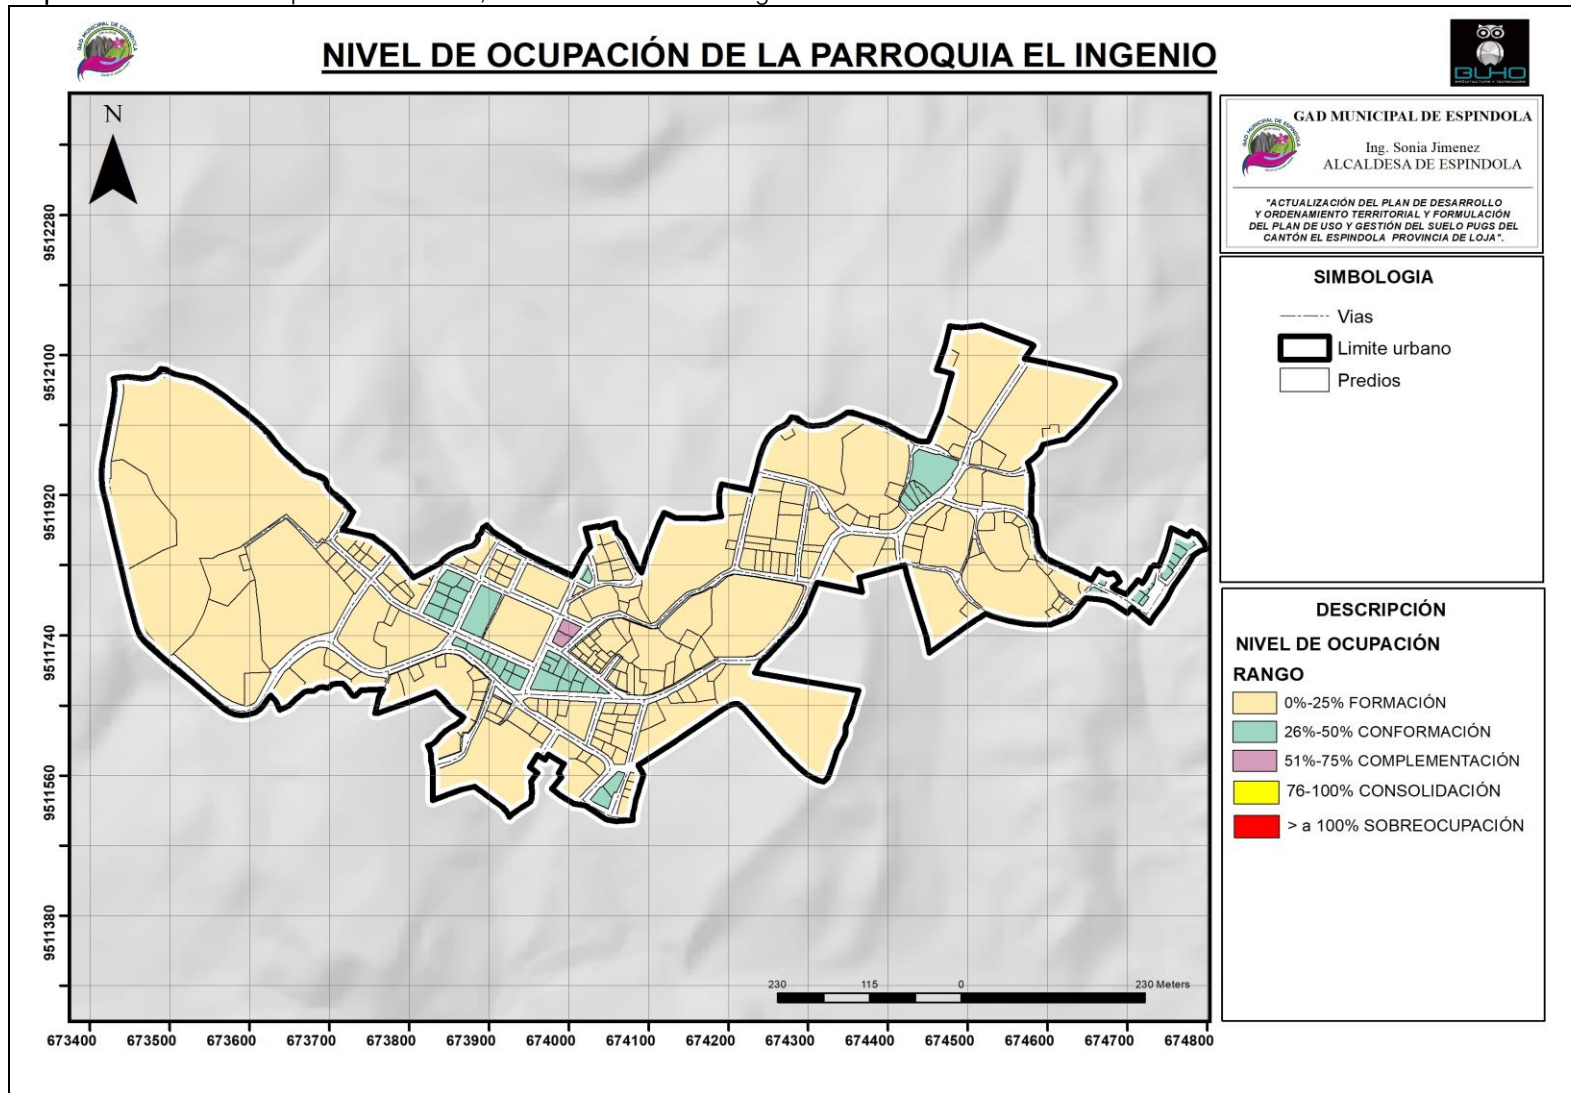 NIVEL DE OCUPACIÓN DE LA PARROQUIA EL INGENIO
BUHO
GAD MUNICIPAL DE ESPINDOLA
Ing. Sonia Jimenez
ALCALDESA DE ESPINDOLA
"ACTUALIZACIÓN DEL PLAN DE DESARROLLO
Y ORDENAMIENTO TERRITORIAL Y FORMULACIÓN
DEL PLAN DE USO Y GESTIÓN DEL SUELO PUGS DEL
CANTÓN EL ESPINDOLA PROVINCIA DE LOJA".
SIMBOLOGIA
Vias
Limite urbano
Predios
DESCRIPCIÓN
NIVEL DE OCUPACIÓN
RANGO
0%-25% FORMACIÓN
26%-50% CONFORMACIÓN
51%-75% COMPLEMENTACIÓN
76-100% CONSOLIDACIÓN
> a 100% SOBREOCUPACIÓN
N
9512280
9512100
9511920
9511740
9511560
9511380
230 115 0 230 Meters
673400 673500 673600 673700 673800 673900 674000 674100 674200 674300 674400 674500 674600 674700 674800